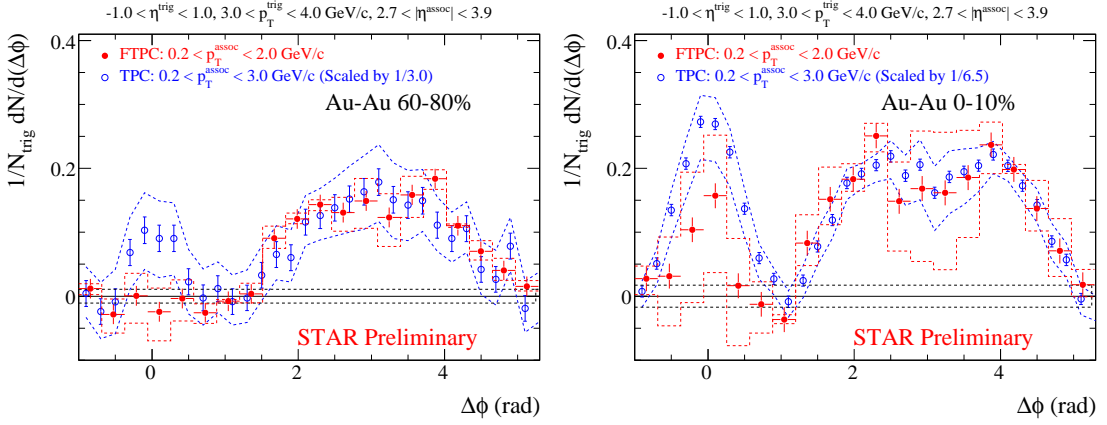 -1.0 < η^trig < 1.0, 3.0 < p_T^trig < 4.0 GeV/c, 2.7 < |η^assoc| < 3.9
1/N_trig dN/d(Δϕ)
0.4
0.2
0
FTPC: 0.2 < p_T^assoc < 2.0 GeV/c
TPC: 0.2 < p_T^assoc < 3.0 GeV/c (Scaled by 1/3.0)
Au-Au 60-80%
STAR Preliminary
0 2 4
Δϕ (rad)
-1.0 < η^trig < 1.0, 3.0 < p_T^trig < 4.0 GeV/c, 2.7 < |η^assoc| < 3.9
1/N_trig dN/d(Δϕ)
0.4
0.2
0
FTPC: 0.2 < p_T^assoc < 2.0 GeV/c
TPC: 0.2 < p_T^assoc < 3.0 GeV/c (Scaled by 1/6.5)
Au-Au 0-10%
STAR Preliminary
0 2 4
Δϕ (rad)